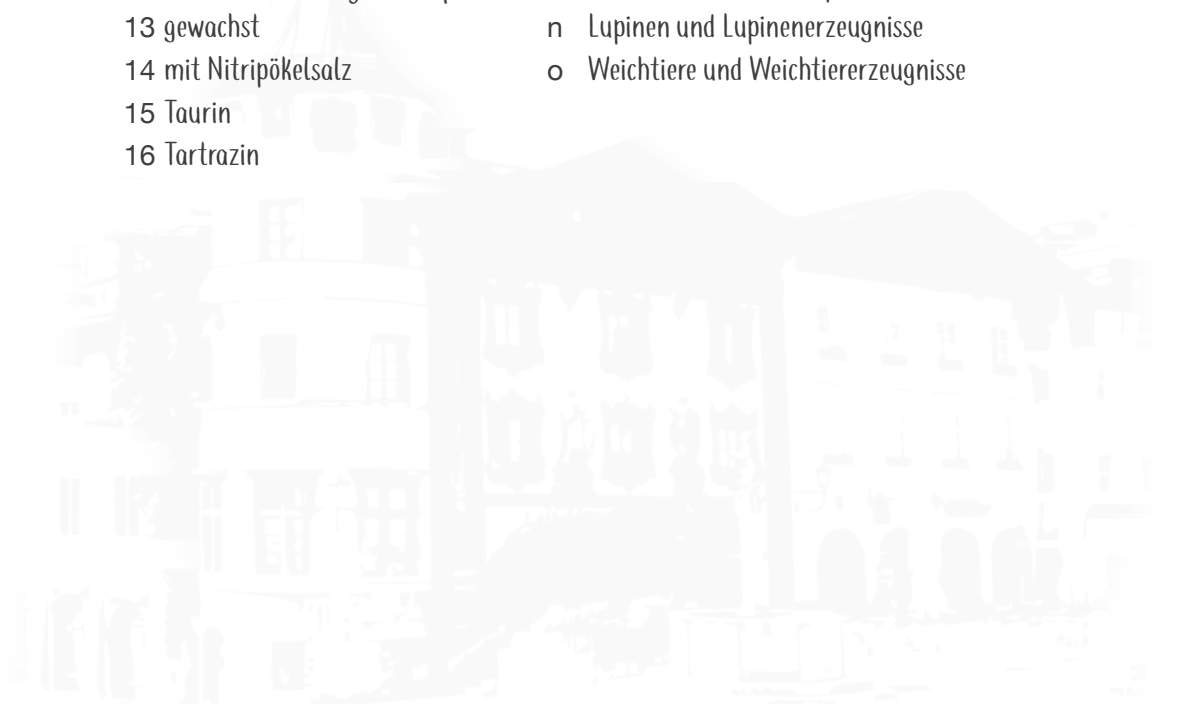 13 gewachst
14 mit Nitripökelsalz
15 Taurin
16 Tartrazin
n Lupinen und Lupinenerzeugnisse
o Weichtiere und Weichtiererzeugnisse